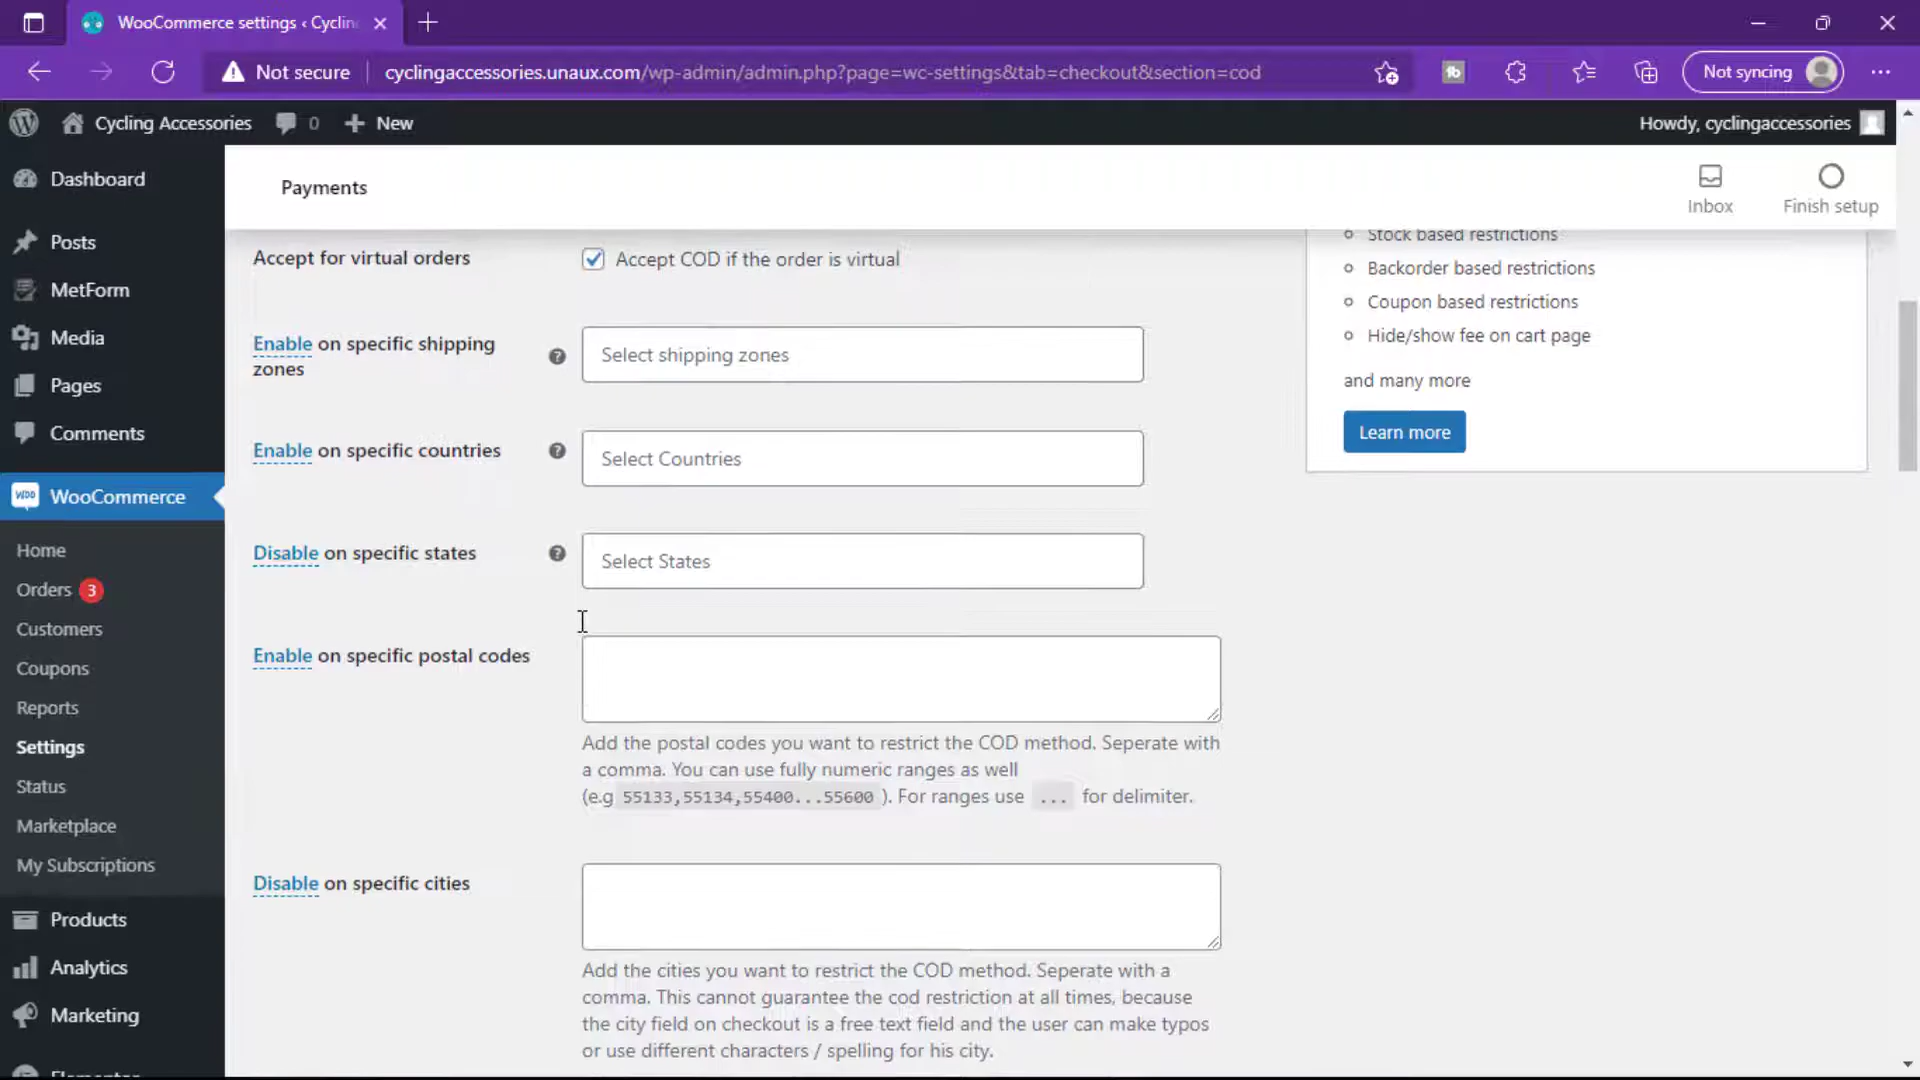 WooCommerce settings ‹ Cyclin
Not secure
cyclingaccessories.unaux.com/wp-admin/admin.php?page=wc-settings&tab=checkout&section=cod
Not syncing
Cycling Accessories
0
New
Howdy, cyclingaccessories
Dashboard
Posts
MetForm
Media
Pages
Comments
WooCommerce
Home
Orders 3
Customers
Coupons
Reports
Settings
Status
Marketplace
My Subscriptions
Products
Analytics
Marketing
Elementor
Payments
Inbox
Finish setup
Accept for virtual orders
Accept COD if the order is virtual
Enable on specific shipping
zones
Select shipping zones
Enable on specific countries
Select Countries
Disable on specific states
Select States
Enable on specific postal codes
Add the postal codes you want to restrict the COD method. Seperate with
a comma. You can use fully numeric ranges as well
(e.g 55133,55134,55400...55600 ). For ranges use ... for delimiter.
Disable on specific cities
Add the cities you want to restrict the COD method. Seperate with a
comma. This cannot guarantee the cod restriction at all times, because
the city field on checkout is a free text field and the user can make typos
or use different characters / spelling for his city.
Stock based restrictions
Backorder based restrictions
Coupon based restrictions
Hide/show fee on cart page
and many more
Learn more